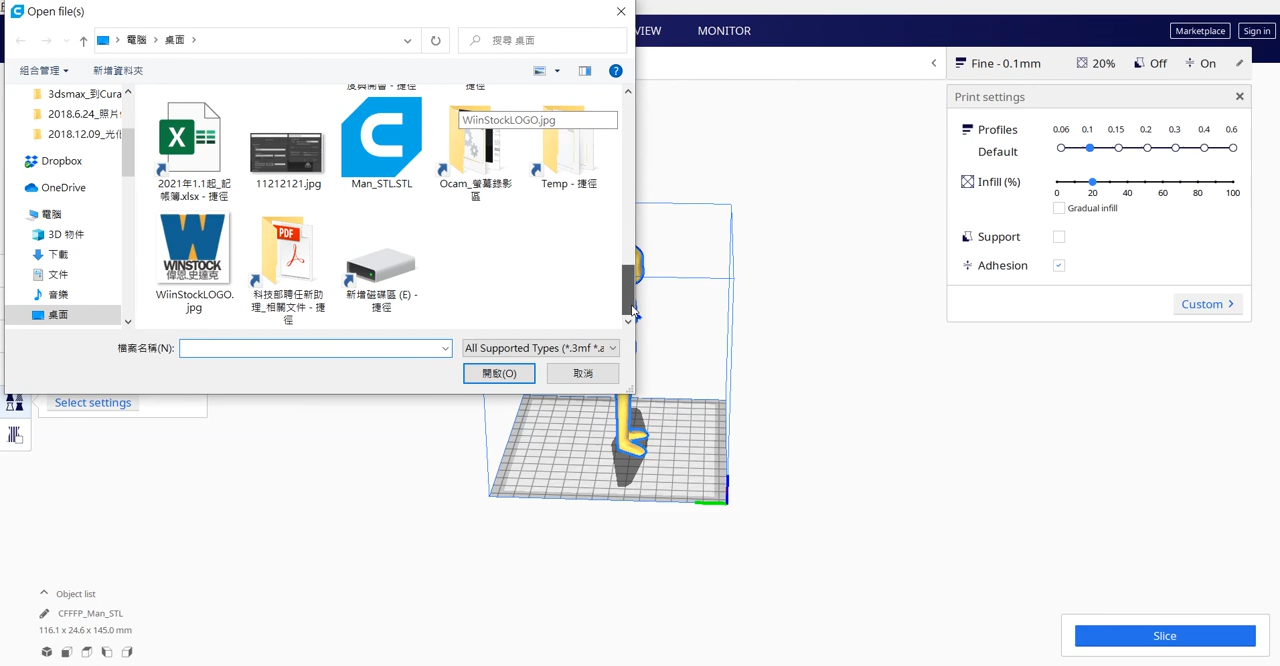 Open file(s)
電腦
桌面
搜尋 桌面
VIEW
MONITOR
Marketplace
Sign in
組合管理
新增資料夾
Fine - 0.1mm
20%
Off
On
3dsmax_到Cura
2018.6.24_照片
2018.12.09_光
Dropbox
OneDrive
電腦
3D 物件
下載
文件
音樂
桌面
捷徑
捷徑
WiinStockLOGO.jpg
2021年1.1起_記
帳簿.xlsx - 捷徑
11212121.jpg
Man_STL.STL
Ocam_螢幕錄影
區
Temp - 捷徑
PDF
WINSTOCK
偉恩.史達克
WiinStockLOGO.
jpg
科技部聘任新助
理_相關文件 - 捷
徑
新增磁碟區 (E) -
捷徑
檔案名稱(N):
All Supported Types (*.3mf *.a
開啟(O)
取消
Print settings
Profiles
0.06 0.1 0.15 0.2 0.3 0.4 0.6
Default
Infill (%)
0 20 40 60 80 100
Gradual infill
Support
Adhesion
Custom
Select settings
Object list
CFFFP_Man_STL
116.1 x 24.6 x 145.0 mm
Slice